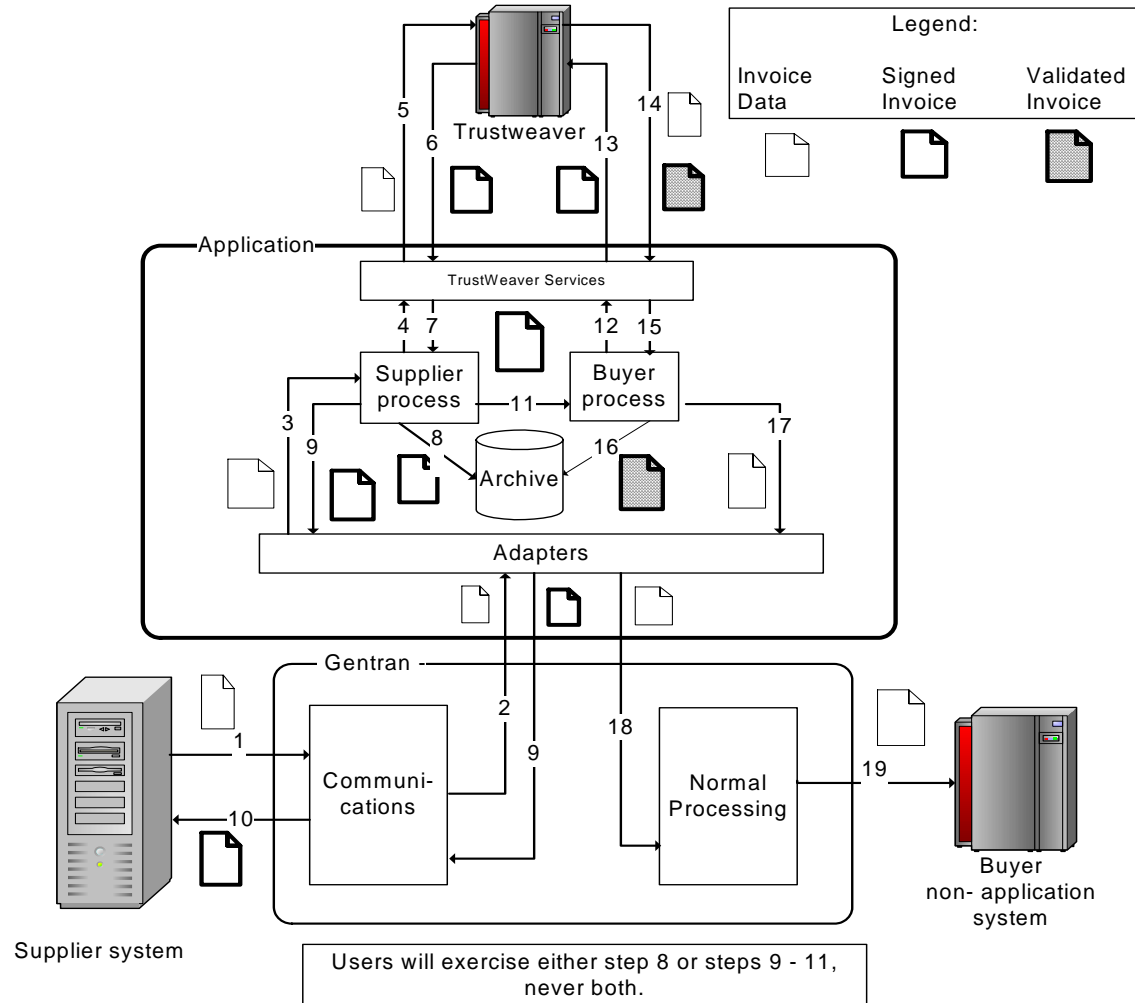 Legend:
Invoice
Data
Signed
Invoice
Validated
Invoice
Trustweaver
5
6
13
14
Application
TrustWeaver Services
4
7
12
15
Supplier
process
Buyer
process
3
9
8
11
16
17
Archive
Adapters
Gentran -
1
2
9
10
18
19
Communi-
cations
Normal
Processing
Supplier system
Buyer
non- application
system
Users will exercise either step 8 or steps 9 - 11,
never both.